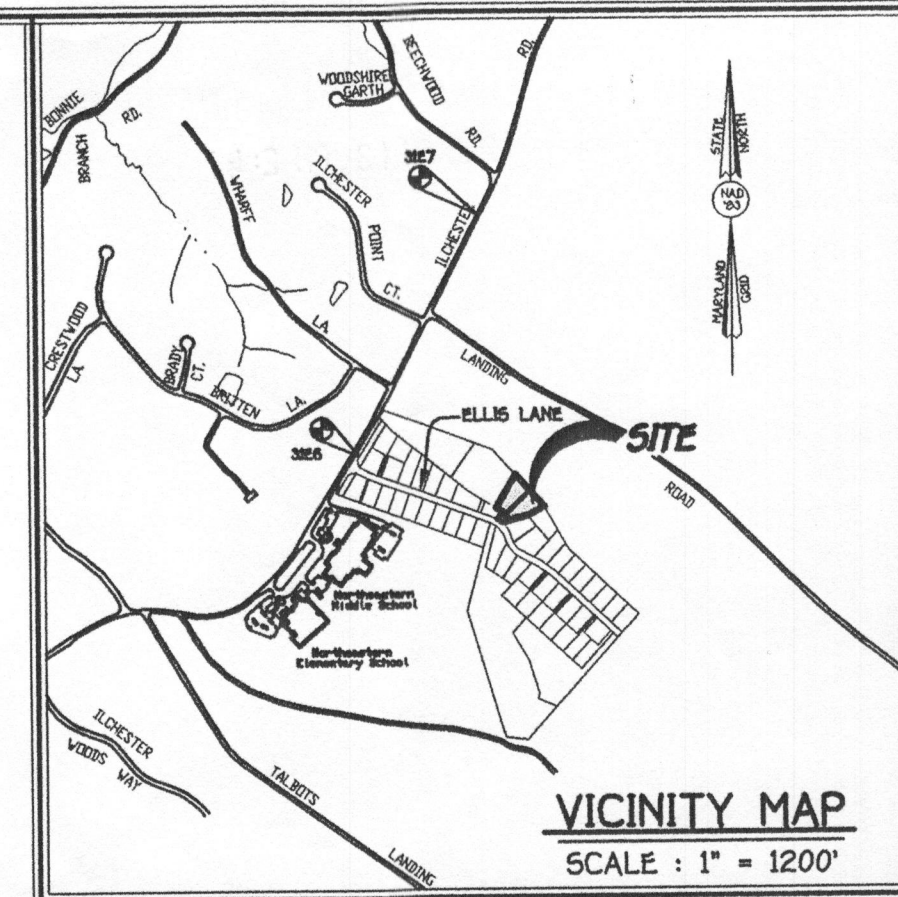 BONNIE
BRANCH
RD.
WOODSHIRE
GARTH
BEECHWOOD
RD.
RD.
31E7
ILCHESTER
ILCHESTER
POINT
CT.
WHARFF
LA.
STATE
NORTH
NAD
'83
MARYLAND
GRID
CRESTWOOD
LA.
BRADY
CT.
BRITTEN
LA.
LANDING
ROAD
ELLIS LANE
SITE
31E6
Northeastern
Middle School
Northeastern
Elementary School
ILCHESTER
WOODS WAY
TALBOTS
LANDING
VICINITY MAP
SCALE : 1" = 1200'